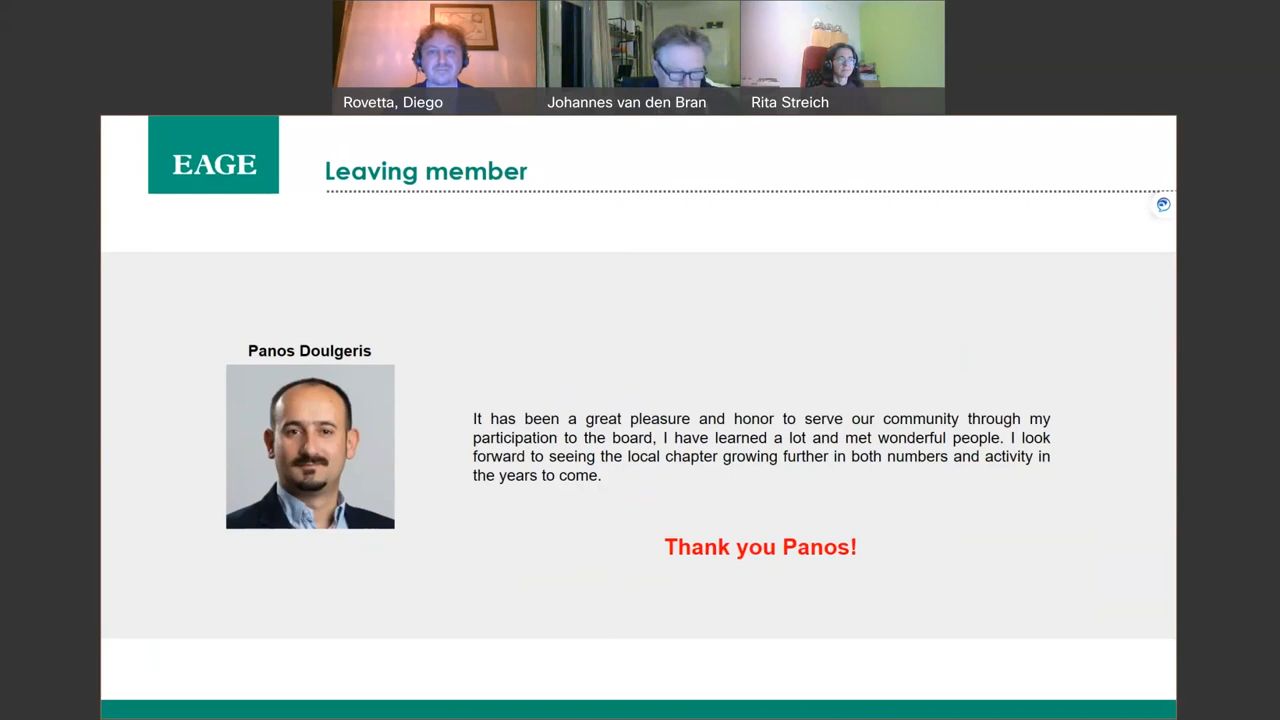 Rovetta, Diego
Johannes van den Bran
Rita Streich
EAGE
Leaving member
Panos Doulgeris
It has been a great pleasure and honor to serve our community through my
participation to the board, I have learned a lot and met wonderful people. I look
forward to seeing the local chapter growing further in both numbers and activity in
the years to come.
Thank you Panos!